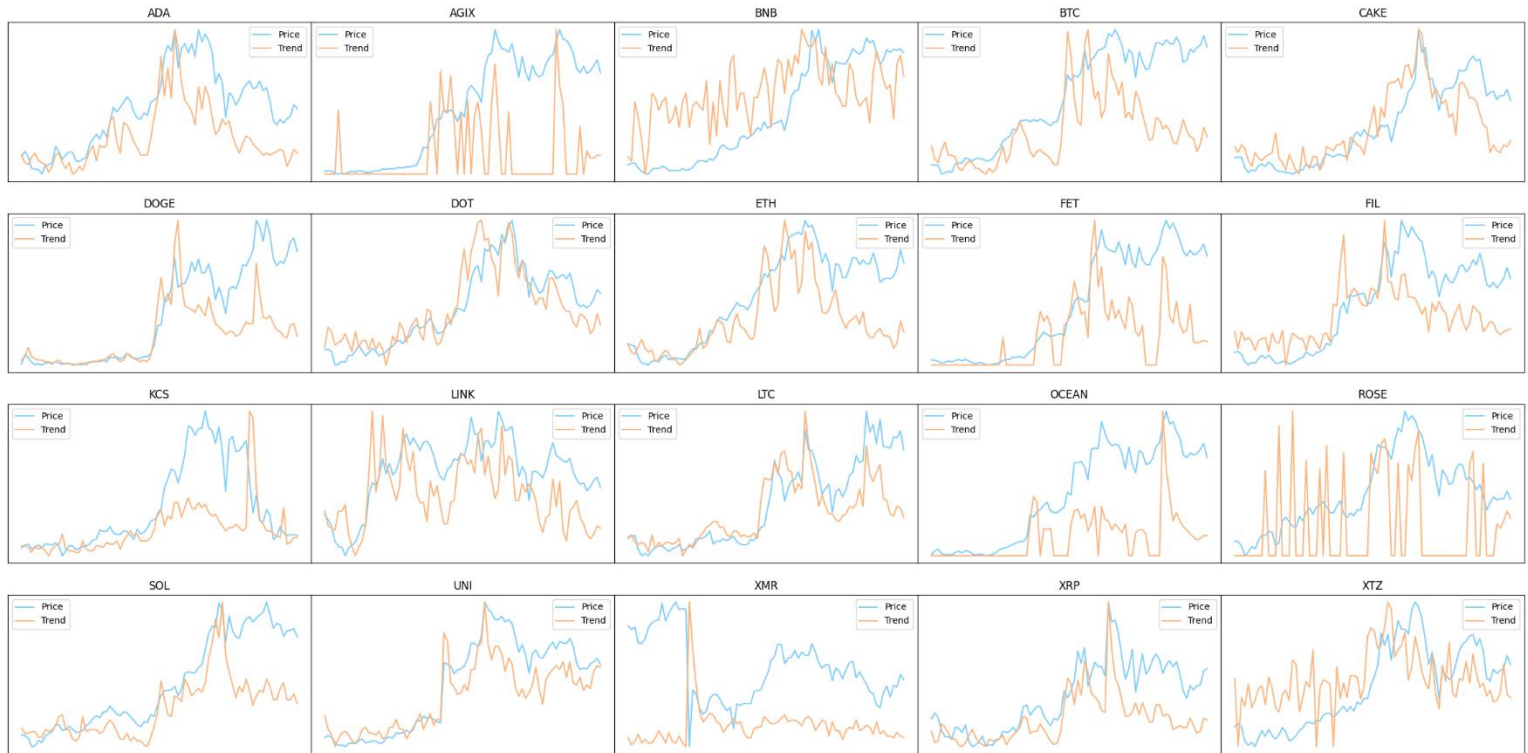 ADA
Price
Trend
AGIX
Price
Trend
BNB
Price
Trend
BTC
Price
Trend
CAKE
Price
Trend
DOGE
Price
Trend
DOT
Price
Trend
ETH
Price
Trend
FET
Price
Trend
FIL
Price
Trend
KCS
Price
Trend
LINK
Price
Trend
LTC
Price
Trend
OCEAN
Price
Trend
ROSE
Price
Trend
SOL
Price
Trend
UNI
Price
Trend
XMR
Price
Trend
XRP
Price
Trend
XTZ
Price
Trend